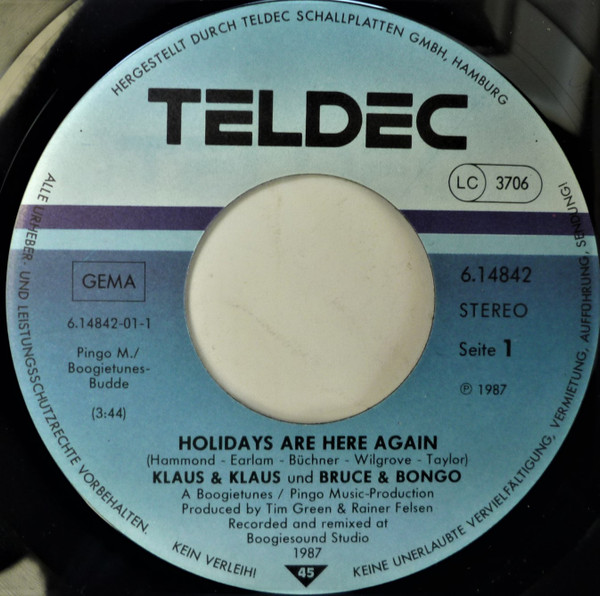 HERGESTELLT DURCH TELDEC SCHALLPLATTEN GMBH, HAMBURG
TELDEC
LC 3706
GEMA
6.14842-01-1
Pingo M./
Boogietunes-
Budde
(3:44)
6.14842
STEREO
Seite 1
℗ 1987
HOLIDAYS ARE HERE AGAIN
(Hammond - Earlam - Büchner - Wilgrove - Taylor)
KLAUS & KLAUS und BRUCE & BONGO
A Boogietunes / Pingo Music-Production
Produced by Tim Green & Rainer Felsen
Recorded and remixed at
Boogiesound Studio
1987
45
ALLE URHEBER- UND LEISTUNGSSCHUTZRECHTE VORBEHALTEN.
KEIN VERLEIH!
KEINE UNERLAUBTE VERVIELFÄLTIGUNG, VERMIETUNG, AUFFÜHRUNG, SENDUNG!